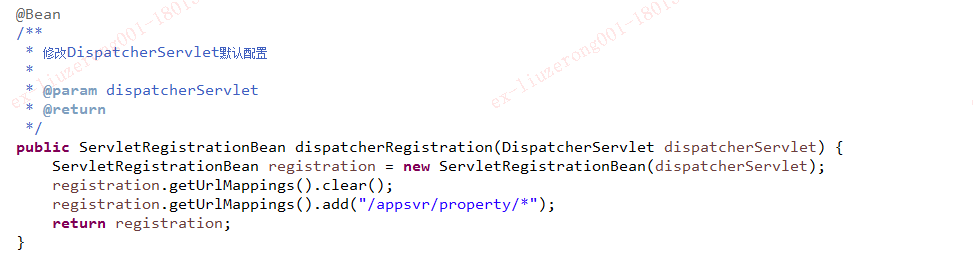 @Bean
/**
 * 修改DispatcherServlet默认配置
 *
 * @param dispatcherServlet
 * @return
 */
public ServletRegistrationBean dispatcherRegistration(DispatcherServlet dispatcherServlet) {
    ServletRegistrationBean registration = new ServletRegistrationBean(dispatcherServlet);
    registration.getUrlMappings().clear();
    registration.getUrlMappings().add("/appsvr/property/*");
    return registration;
}